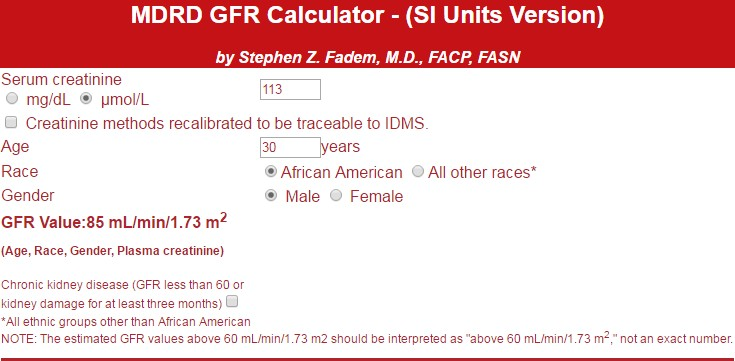 MDRD GFR Calculator - (SI Units Version)
by Stephen Z. Fadem, M.D., FACP, FASN
Serum creatinine
mg/dL µmol/L 113
Creatinine methods recalibrated to be traceable to IDMS.
Age 30 years
Race African American All other races*
Gender Male Female
GFR Value:85 mL/min/1.73 m²
(Age, Race, Gender, Plasma creatinine)
Chronic kidney disease (GFR less than 60 or
kidney damage for at least three months)
*All ethnic groups other than African American
NOTE: The estimated GFR values above 60 mL/min/1.73 m2 should be interpreted as "above 60 mL/min/1.73 m², " not an exact number.